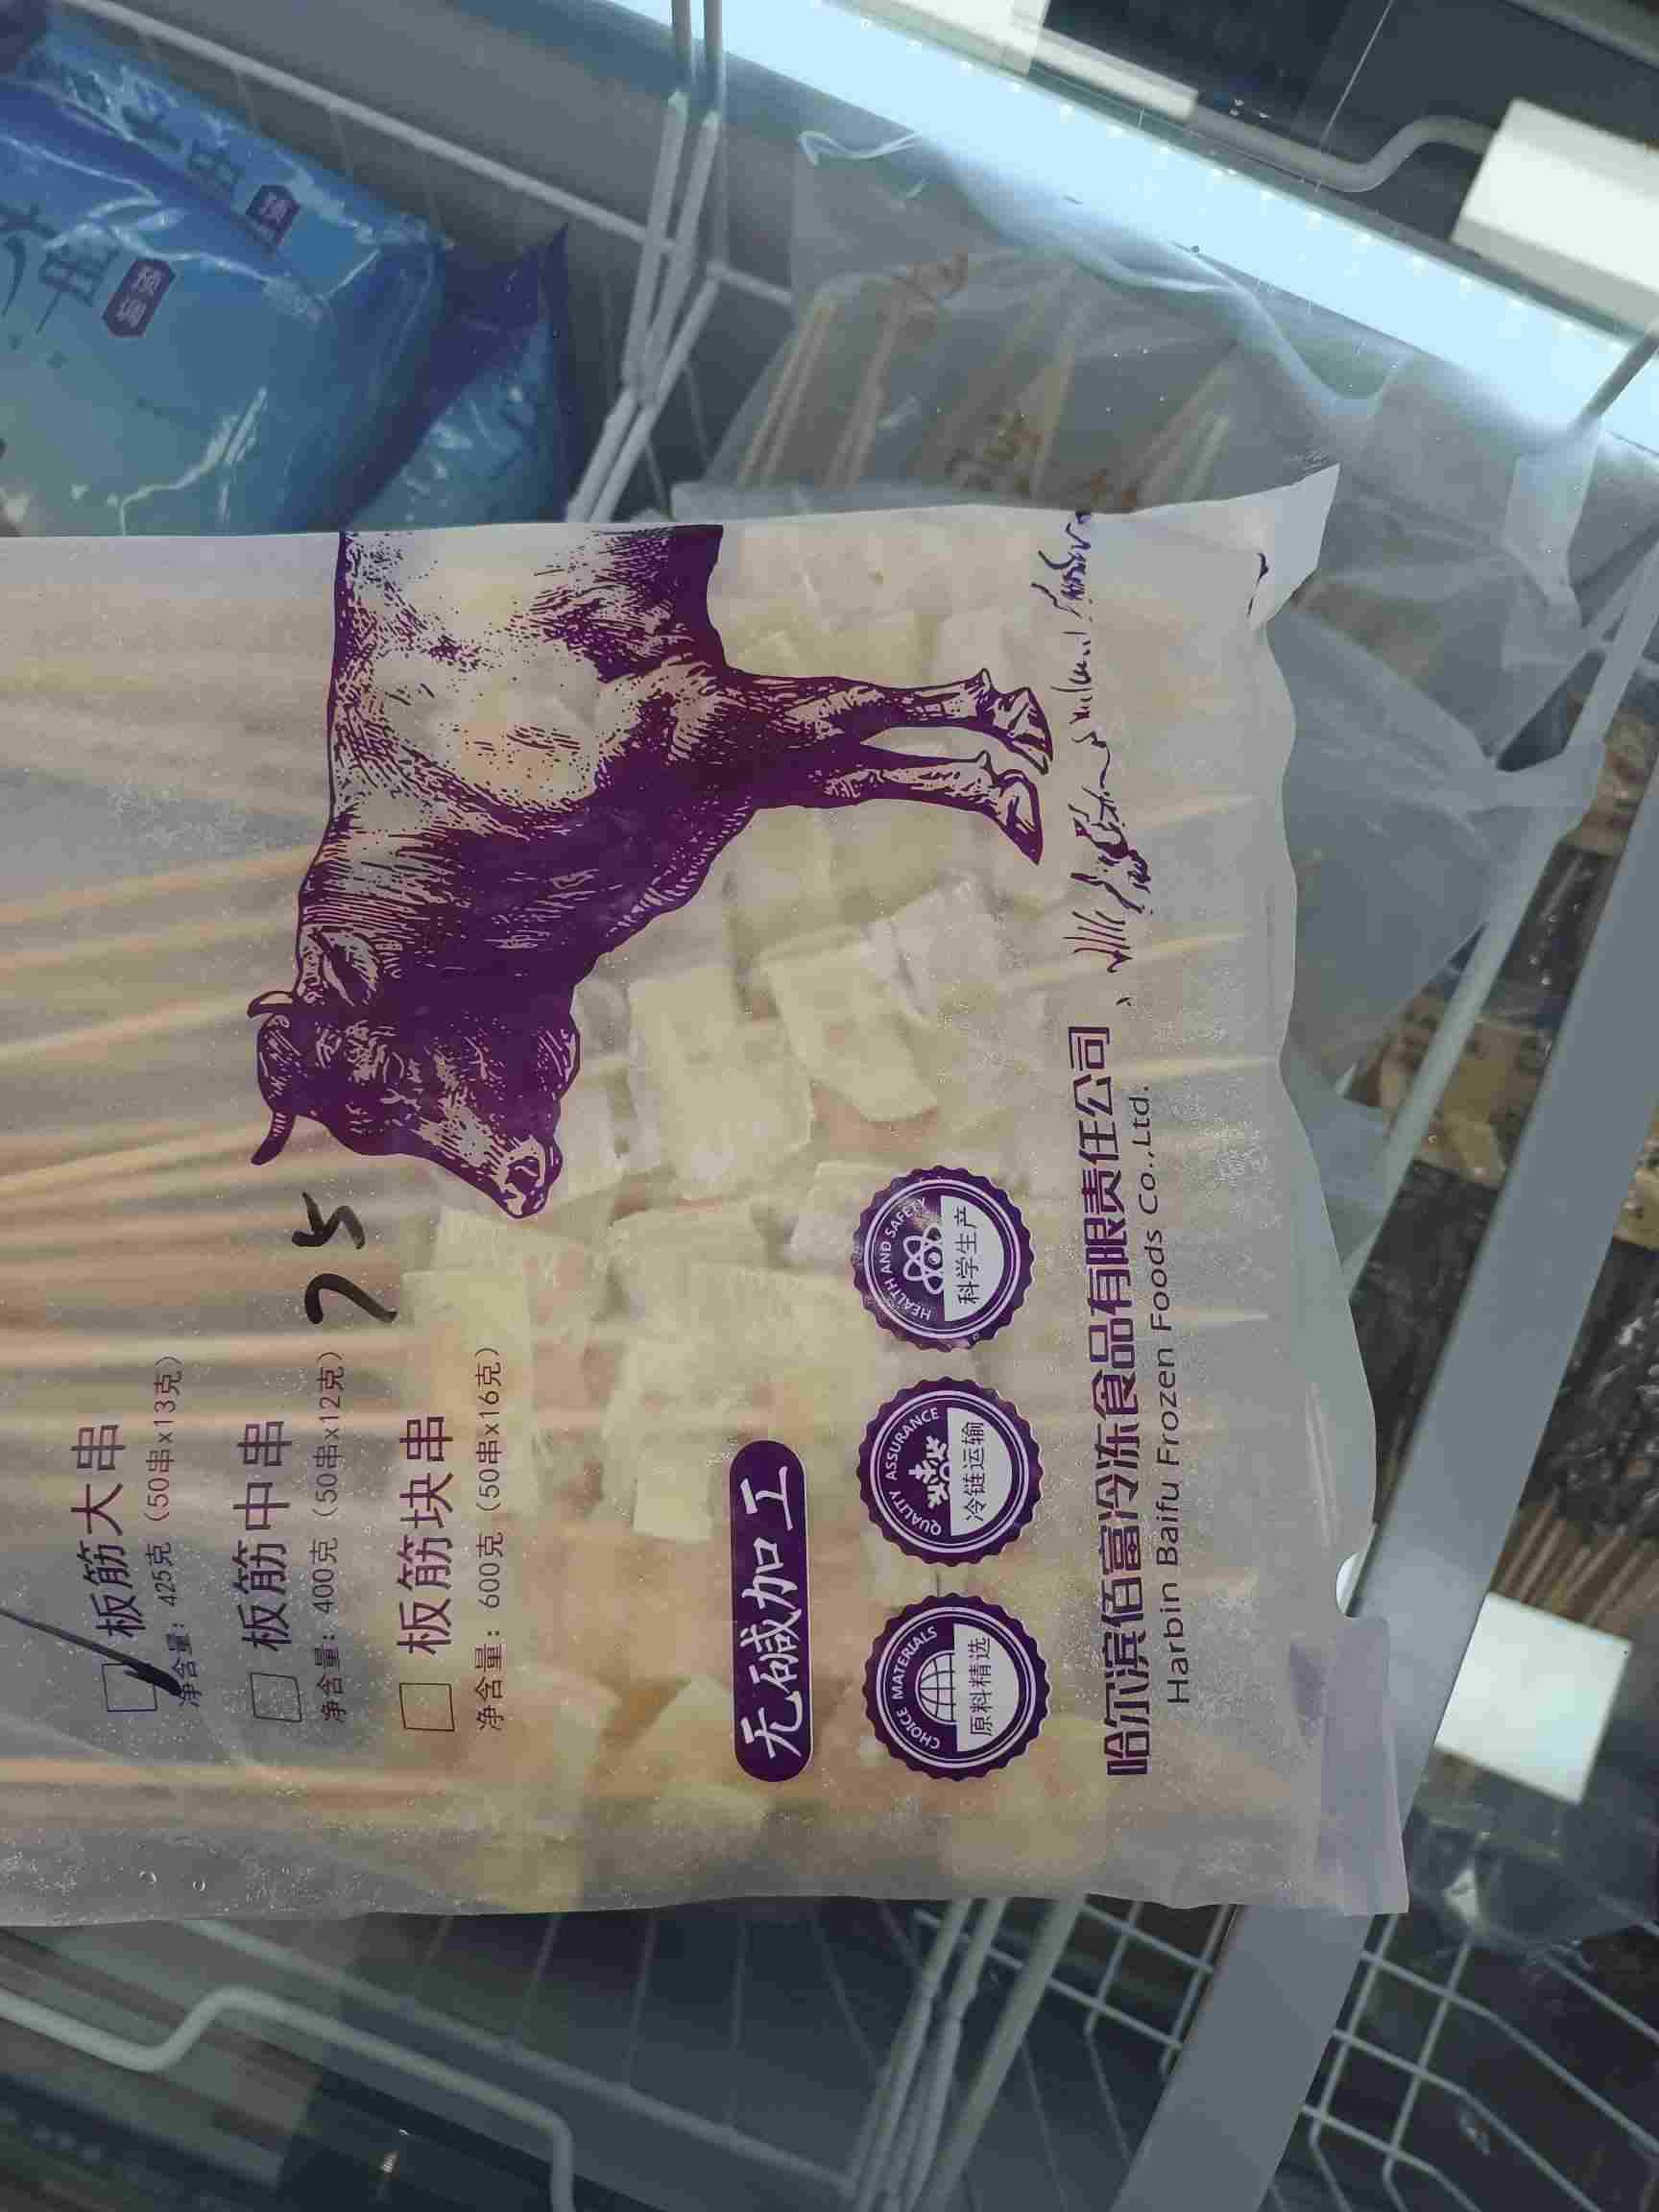 板筋大串
净含量：425克（50串x13克）
板筋中串
净含量：400克（50串x12克）
板筋块串
净含量：600克（50串x16克）
75
无碱加工
CHOICE MATERIALS
原料精选
QUALITY ASSURANCE
冷链运输
HEALTH AND SAFETY
科学生产
哈尔滨佰富冷冻食品有限责任公司
Harbin Baifu Frozen Foods Co.,Ltd.
预
预调